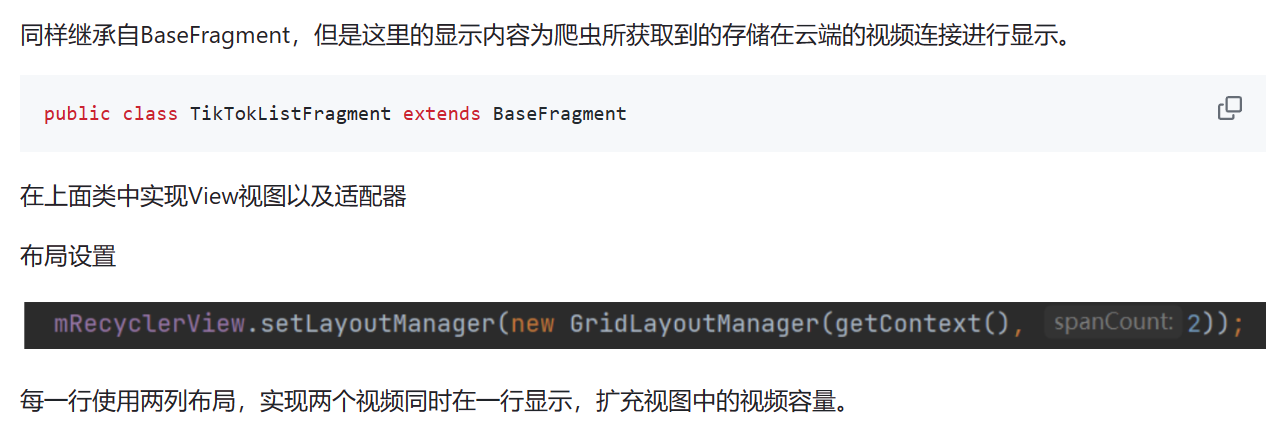 同样继承自BaseFragment，但是这里的显示内容为爬虫所获取到的存储在云端的视频连接进行显示。
public class TikTokListFragment extends BaseFragment
在上面类中实现View视图以及适配器
布局设置
mRecyclerView.setLayoutManager(new GridLayoutManager(getContext(), spanCount: 2));
每一行使用两列布局，实现两个视频同时在一行显示，扩充视图中的视频容量。